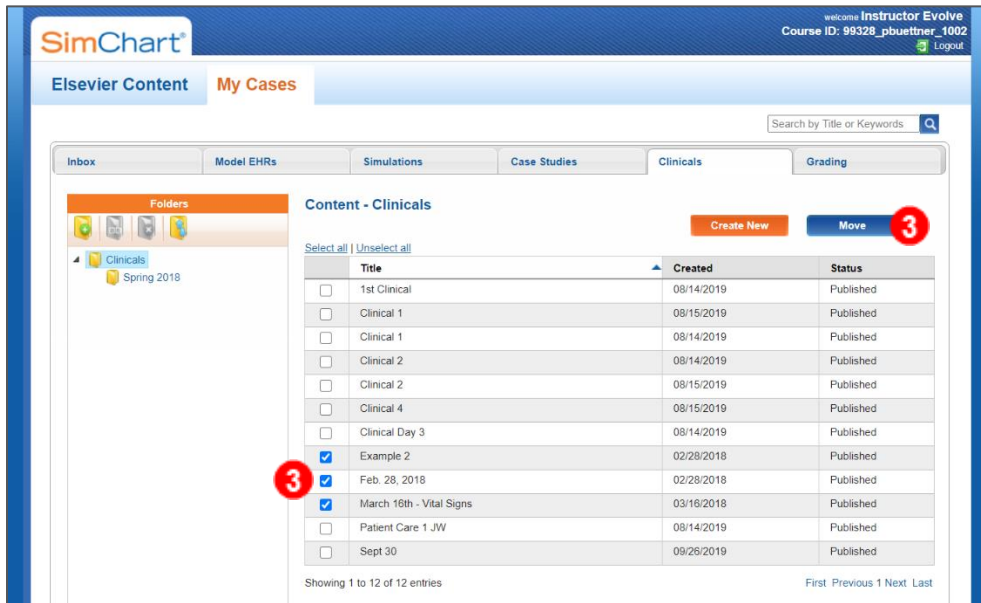 welcome Instructor Evolve
SimChart®
Course ID: 99328_pbuettner_1002
Logout
Elsevier Content My Cases
Search by Title or Keywords
Inbox Model EHRs Simulations Case Studies Clinicals Grading
Folders
Content - Clinicals
Create New Move 3
Select all | Unselect all
Clinicals
Spring 2018
Title Created Status
1st Clinical 08/14/2019 Published
Clinical 1 08/15/2019 Published
Clinical 1 08/14/2019 Published
Clinical 2 08/14/2019 Published
Clinical 2 08/15/2019 Published
Clinical 4 08/15/2019 Published
Clinical Day 3 08/14/2019 Published
Example 2 02/28/2018 Published
3 Feb. 28, 2018 02/28/2018 Published
March 16th - Vital Signs 03/16/2018 Published
Patient Care 1 JW 08/14/2019 Published
Sept 30 09/26/2019 Published
Showing 1 to 12 of 12 entries First Previous 1 Next Last